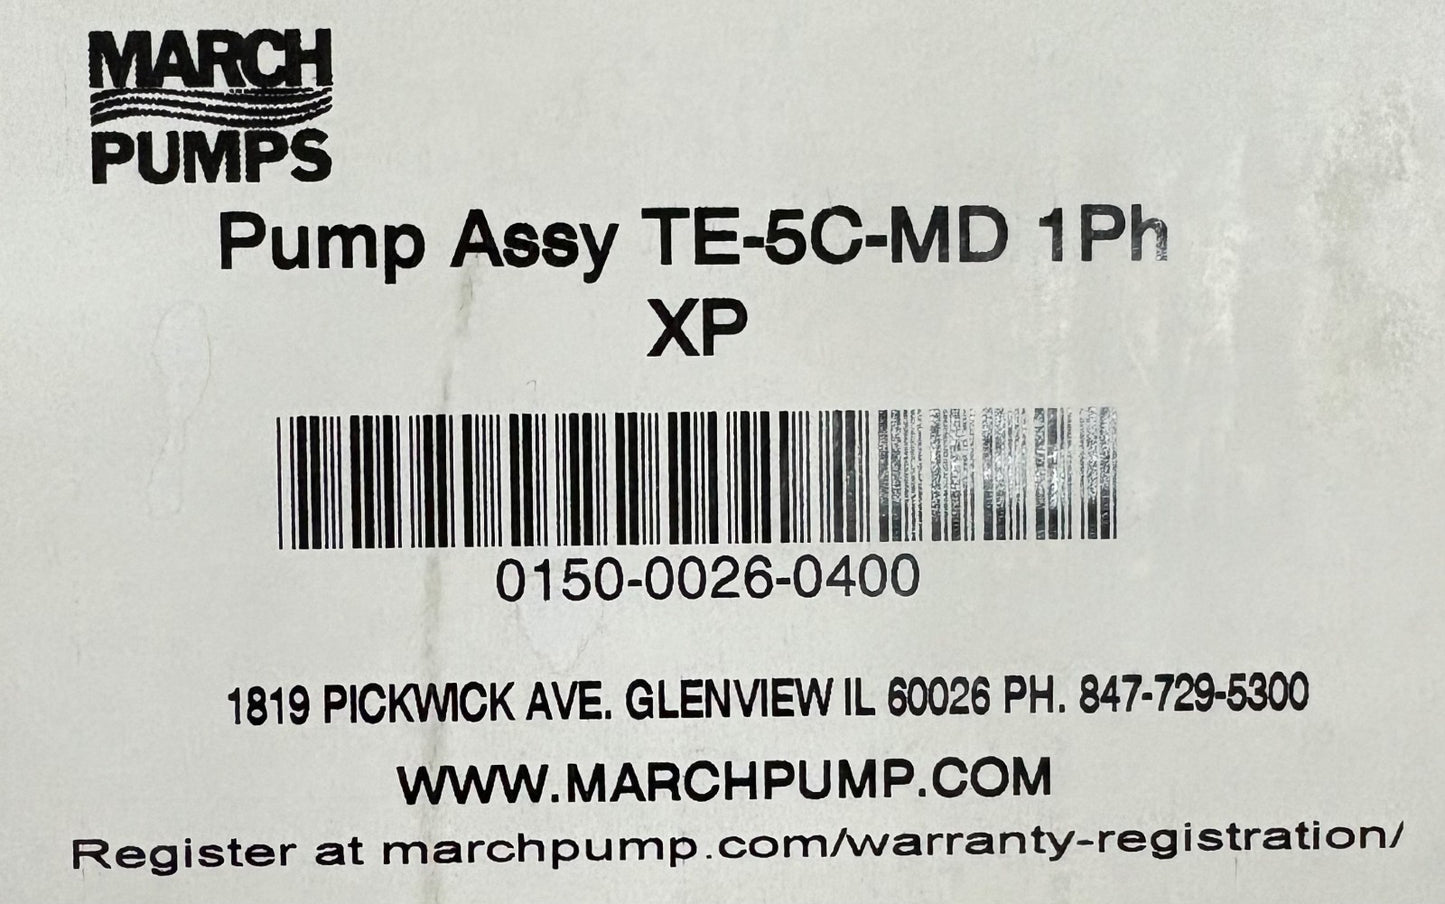 MARCH
PUMPS
Pump Assy TE-5C-MD 1Ph
XP
0150-0026-0400
1819 PICKWICK AVE. GLENVIEW IL 60026 PH. 847-729-5300
WWW.MARCHPUMP.COM
Register at marchpump.com/warranty-registration/